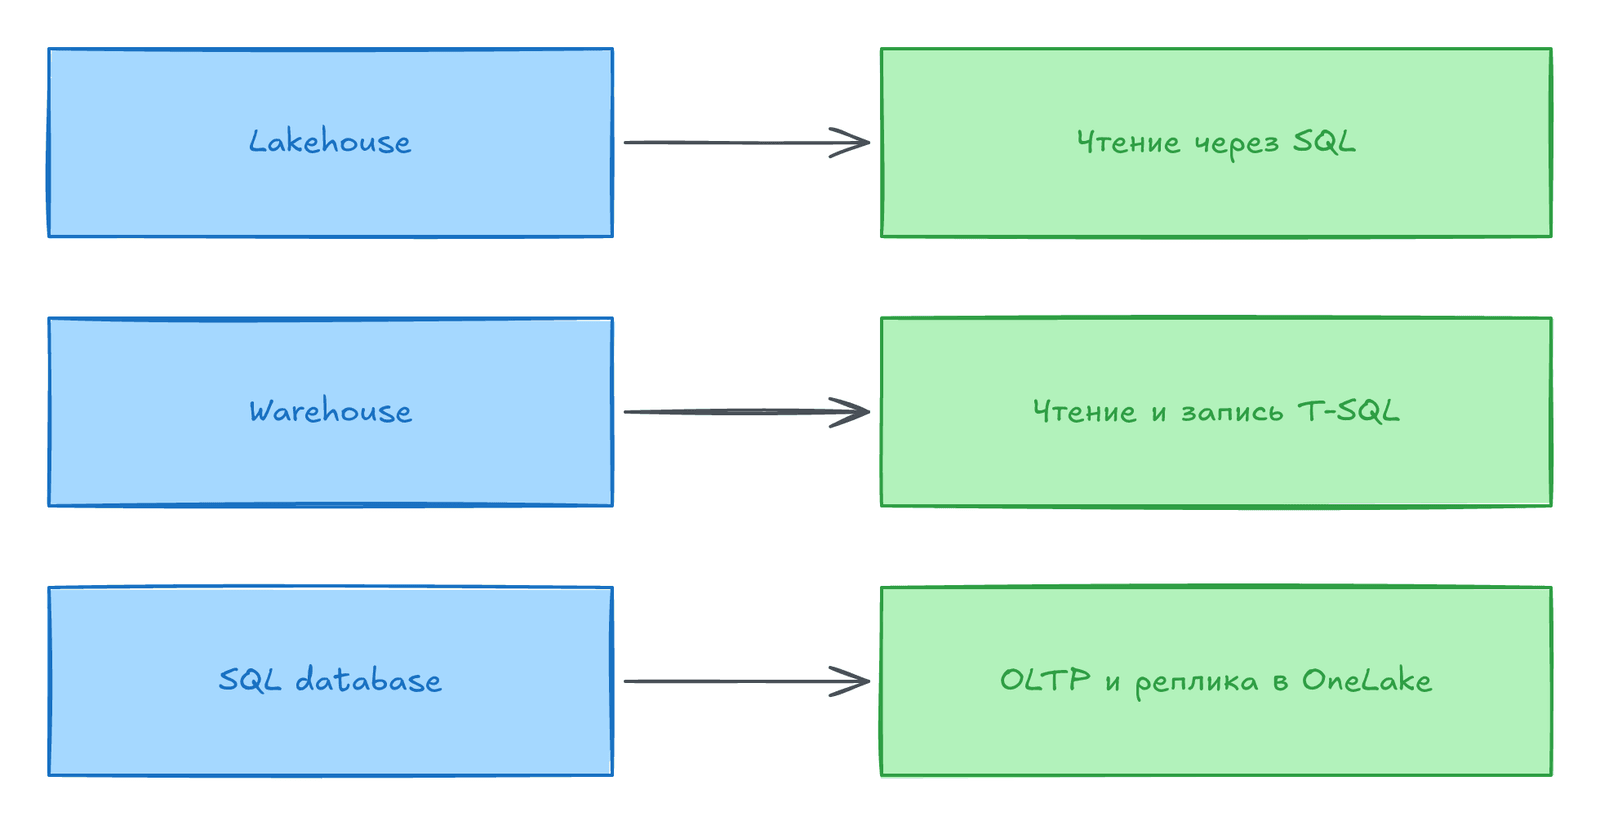 Lakehouse
Чтение через SQL
Warehouse
Чтение и запись T-SQL
SQL database
OLTP и реплика в OneLake